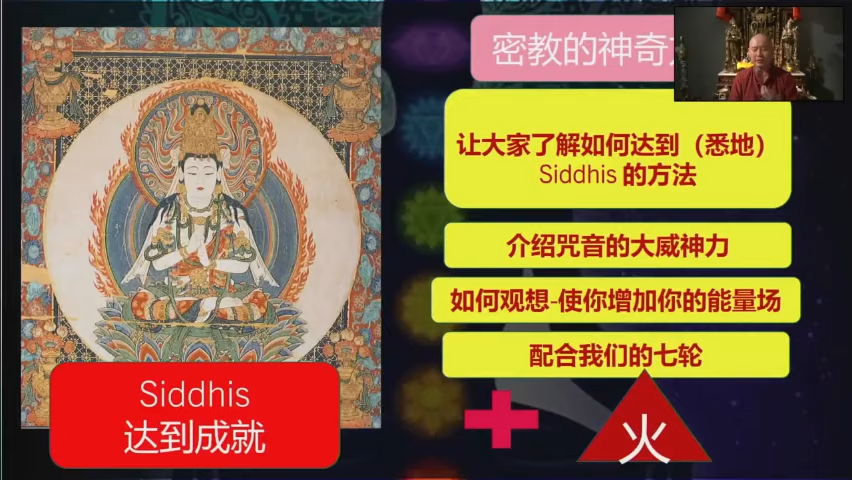 密教的神奇
让大家了解如何达到（悉地）
Siddhis 的方法
介绍咒音的大威神力
如何观想-使你增加你的能量场
配合我们的七轮
Siddhis
达到成就
火